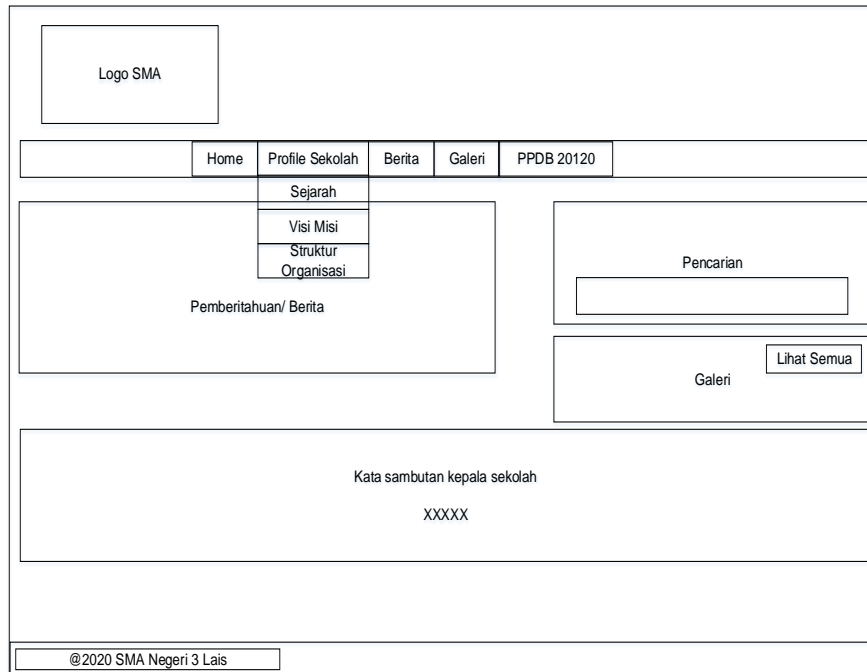 Logo SMA
Home
Profile Sekolah
Berita
Galeri
PPDB 20120
Sejarah
Visi Misi
Struktur
Organisasi
Pemberitahuan/ Berita
Pencarian
Lihat Semua
Galeri
Kata sambutan kepala sekolah
XXXXX
@2020 SMA Negeri 3 Lais